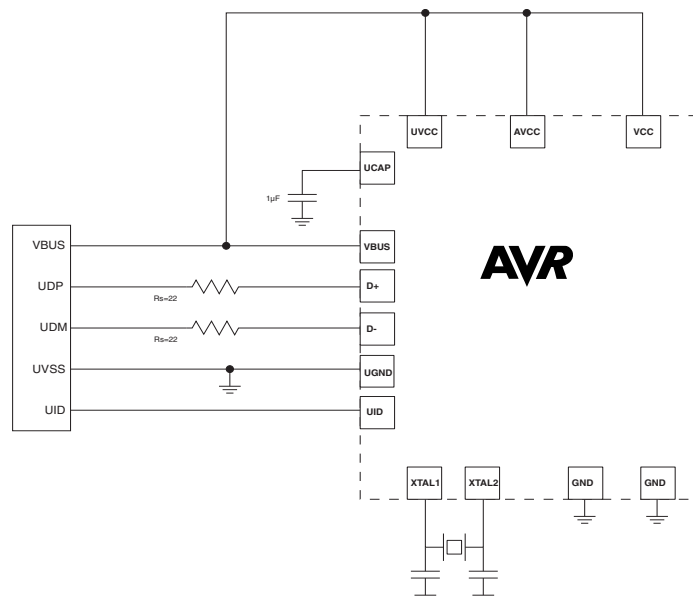 UVCC
AVCC
VCC
UCAP
1µF
VBUS
VBUS
AVR
UDP
Rs=22
D+
UDM
Rs=22
D-
UVSS
UGND
UID
UID
XTAL1
XTAL2
GND
GND